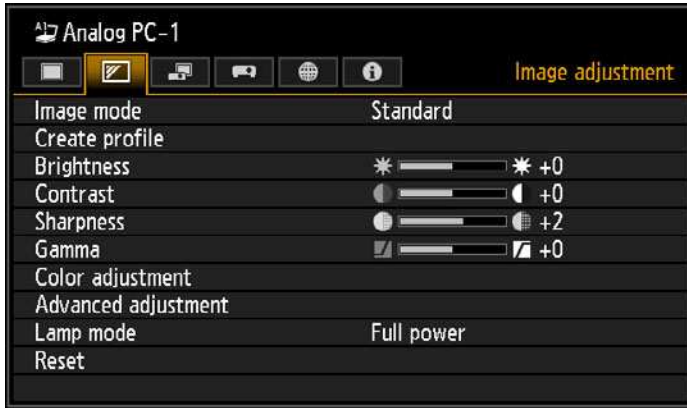 Analog PC-1
Image adjustment
Image mode Standard
Create profile
Brightness +0
Contrast +0
Sharpness +2
Gamma +0
Color adjustment
Advanced adjustment
Lamp mode Full power
Reset